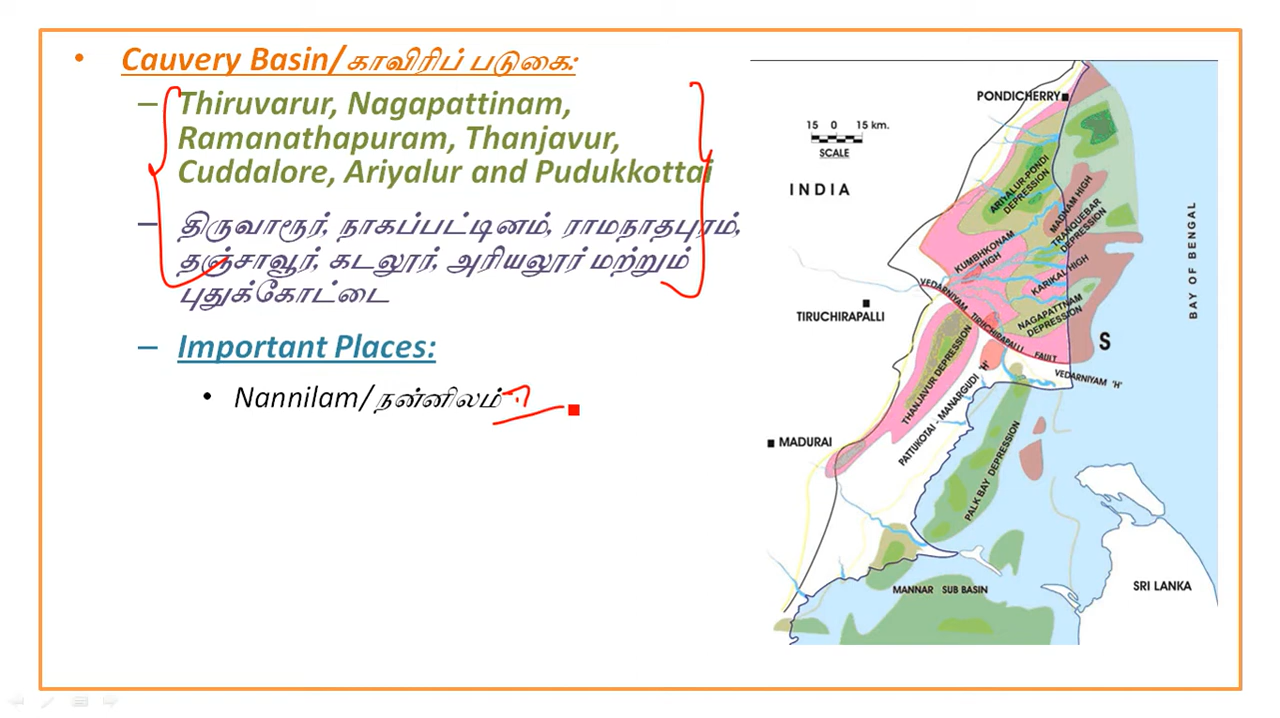 • Cauvery Basin/காவிரிப் படுகை:
– Thiruvarur, Nagapattinam,
Ramanathapuram, Thanjavur,
Cuddalore, Ariyalur and Pudukkottai
– திருவாரூர், நாகப்பட்டினம், ராமநாதபுரம்,
தஞ்சாவூர், கடலூர், அரியலூர் மற்றும்
புதுக்கோட்டை
– Important Places:
• Nannilam/நன்னிலம்
PONDICHERRY
15 0 15 km.
SCALE
INDIA
ARIYALUR-PONDI
DEPRESSION
MADNAM HIGH
TRANQUEBAR
DEPRESSION
KUMBHKONAM
HIGH
KARIKAL HIGH
BAY OF BENGAL
NAGAPATTNAM
DEPRESSION
VEDARNIYAM TIRUCHIRAPALLI FAULT
TIRUCHIRAPALLI
S
VEDARNIYAM 'H'
THANJAVUR DEPRESSION
PATTUKOTAI - MANARGUDI 'H'
MADURAI
PALK BAY DEPRESSION
MANNAR SUB BASIN
SRI LANKA